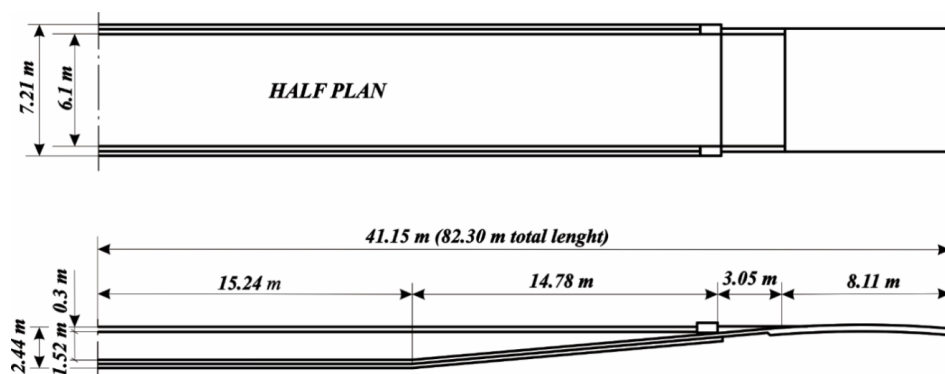 7.21 m
6.1 m
HALF PLAN
41.15 m (82.30 m total lenght)
15.24 m
14.78 m
3.05 m
8.11 m
0.3 m
2.44 m
1.52 m